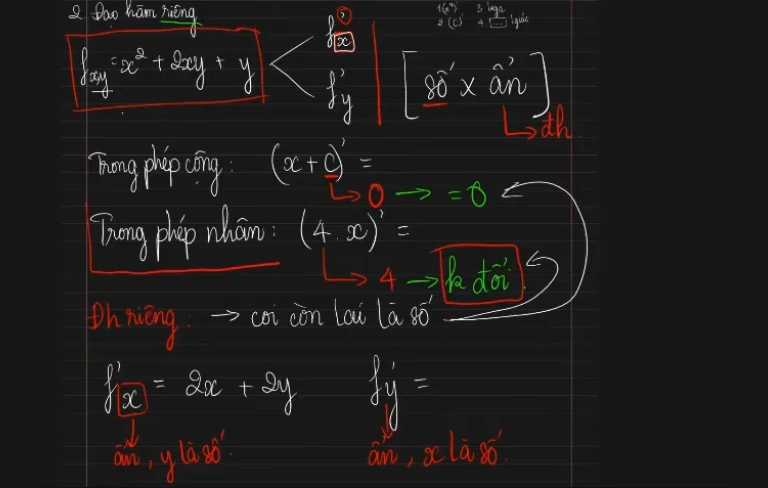 2. Đạo hàm riêng
1(eˣ) 3 loga
2 (C) 4 lgiác
f x,y = x² + 2xy + y
f'x
f'y
[số x ẩn]
đh
Trong phép cộng: (x + c)' =
0 → = 0
Trong phép nhân: (4.x)' =
4 → k đổi.
Đh riêng: → coi còn lại là số
f'x = 2x + 2y f'y =
ẩn, y là số. ẩn, x là số.